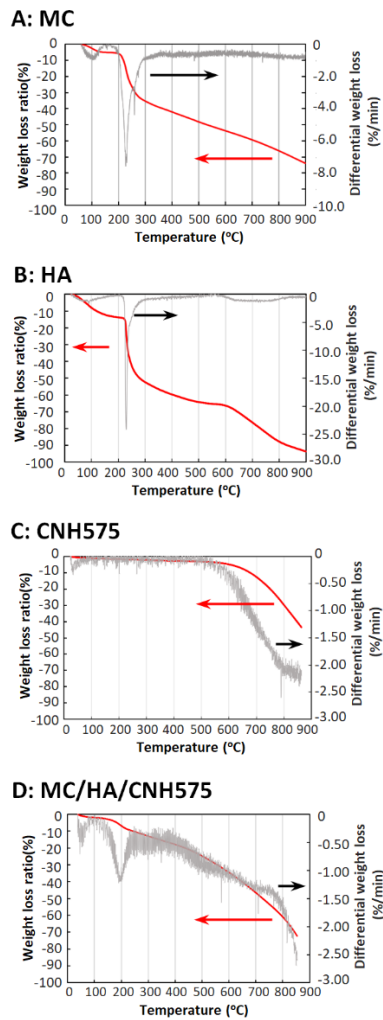 A: MC
Weight loss ratio(%)
0
-10
-20
-30
-40
-50
-60
-70
-80
-90
-100
0
-2.0
-4.0
-6.0
-8.0
-10.0
Differential weight loss
(%/min)
0 100 200 300 400 500 600 700 800 900
Temperature (°C)
B: HA
Weight loss ratio(%)
0
-10
-20
-30
-40
-50
-60
-70
-80
-90
-100
0
-5.0
-10.0
-15.0
-20.0
-25.0
-30.0
Differential weight loss
(%/min)
0 100 200 300 400 500 600 700 800 900
Temperature (°C)
C: CNH575
Weight loss ratio(%)
0
-10
-20
-30
-40
-50
-60
-70
-80
-90
-100
0
-0.50
-1.00
-1.50
-2.00
-2.50
-3.00
Differential weight loss
(%/min)
0 100 200 300 400 500 600 700 800 900
Temperature (°C)
D: MC/HA/CNH575
Weight loss ratio(%)
0
-10
-20
-30
-40
-50
-60
-70
-80
-90
-100
0
-0.50
-1.00
-1.50
-2.00
-2.50
-3.00
Differential weight loss
(%/min)
0 100 200 300 400 500 600 700 800 900
Temperature (°C)